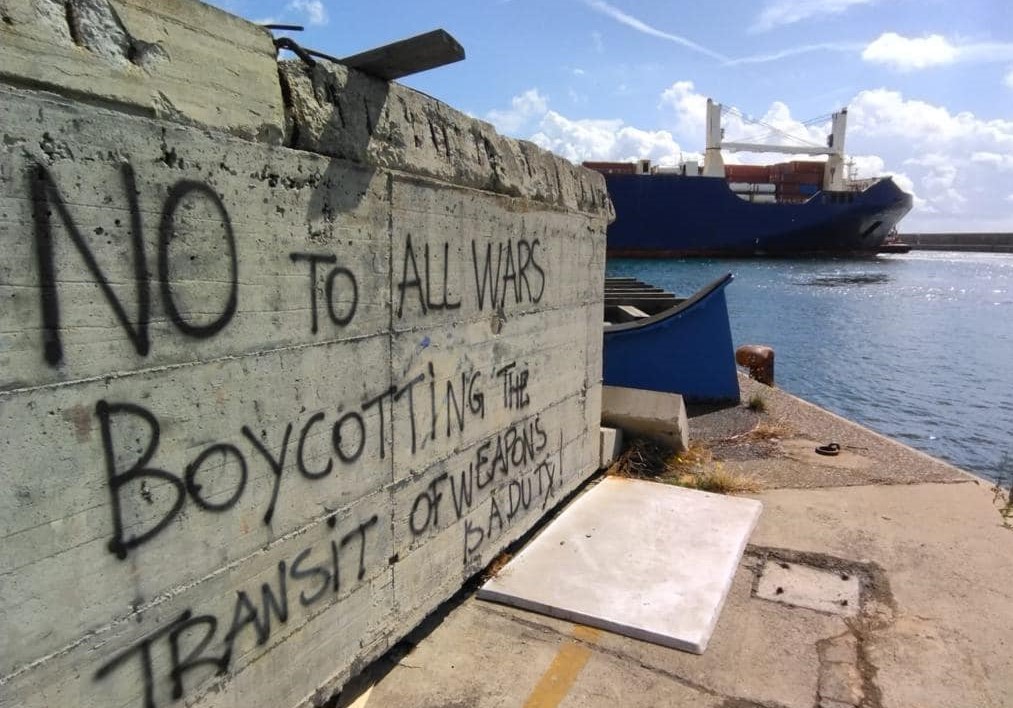 NO TO ALL WARS
BOYCOTTING THE
TRANSIT OF WEAPONS
IS A DUTY!